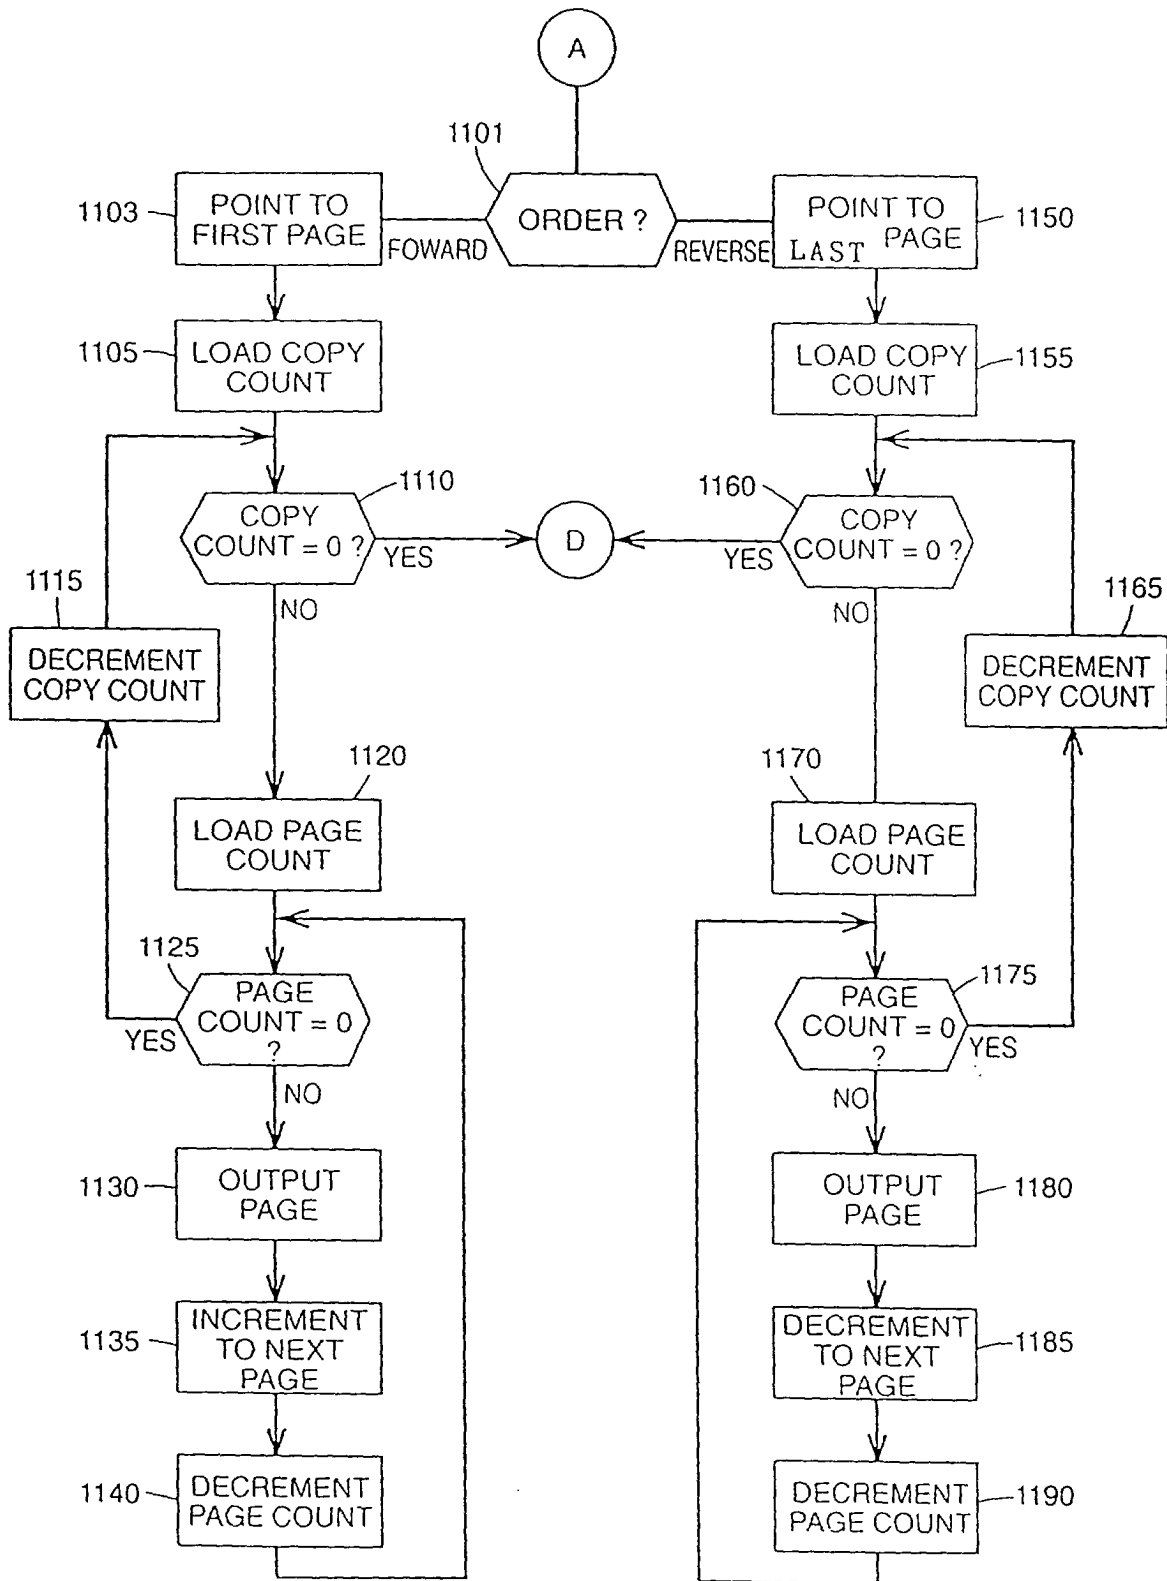 A
1101
1103
POINT TO
FIRST PAGE
FOWARD
ORDER ?
REVERSE
POINT TO
PAGE
LAST
1150
1105
LOAD COPY
COUNT
LOAD COPY
COUNT
1155
1110
COPY
COUNT = 0 ?
YES
NO
D
1160
COPY
COUNT = 0 ?
YES
NO
1115
DECREMENT
COPY COUNT
1165
DECREMENT
COPY COUNT
1120
LOAD PAGE
COUNT
1170
LOAD PAGE
COUNT
1125
PAGE
COUNT = 0
?
YES
NO
1175
PAGE
COUNT = 0
?
YES
NO
1130
OUTPUT
PAGE
OUTPUT
PAGE
1180
1135
INCREMENT
TO NEXT
PAGE
DECREMENT
TO NEXT
PAGE
1185
1140
DECREMENT
PAGE COUNT
DECREMENT
PAGE COUNT
1190